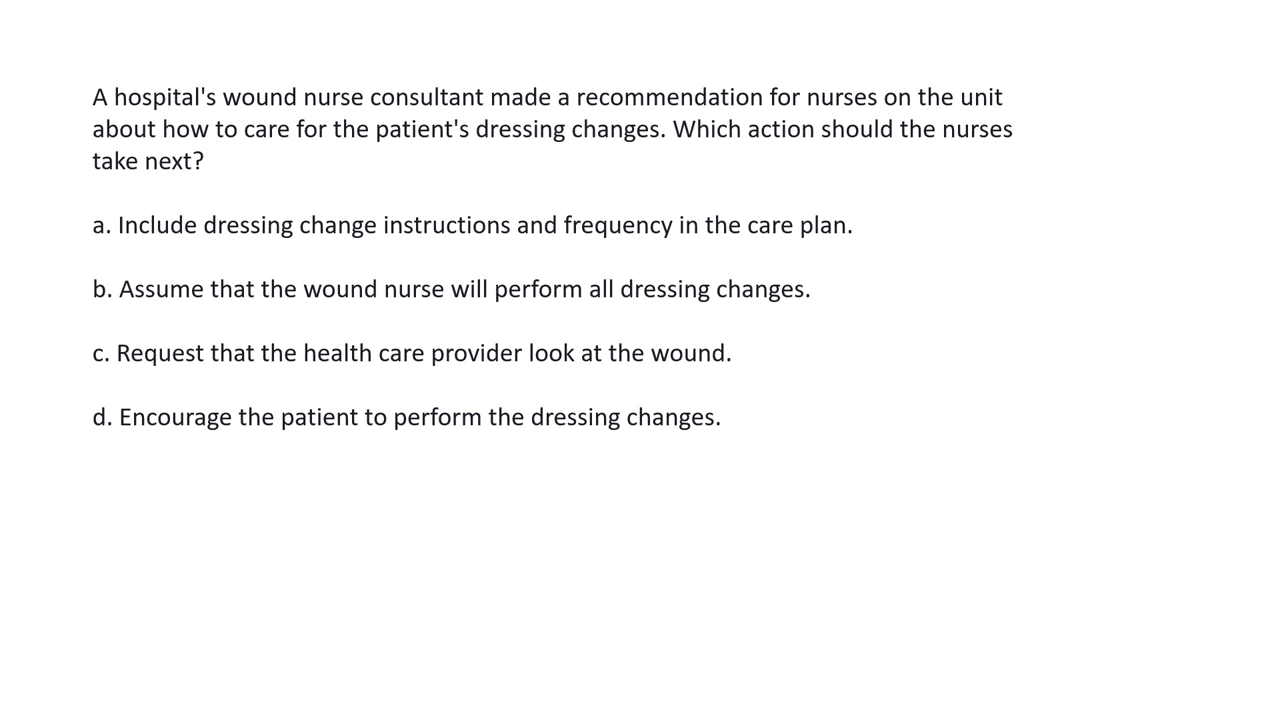 A hospital's wound nurse consultant made a recommendation for nurses on the unit
about how to care for the patient's dressing changes. Which action should the nurses
take next?
a. Include dressing change instructions and frequency in the care plan.
b. Assume that the wound nurse will perform all dressing changes.
c. Request that the health care provider look at the wound.
d. Encourage the patient to perform the dressing changes.